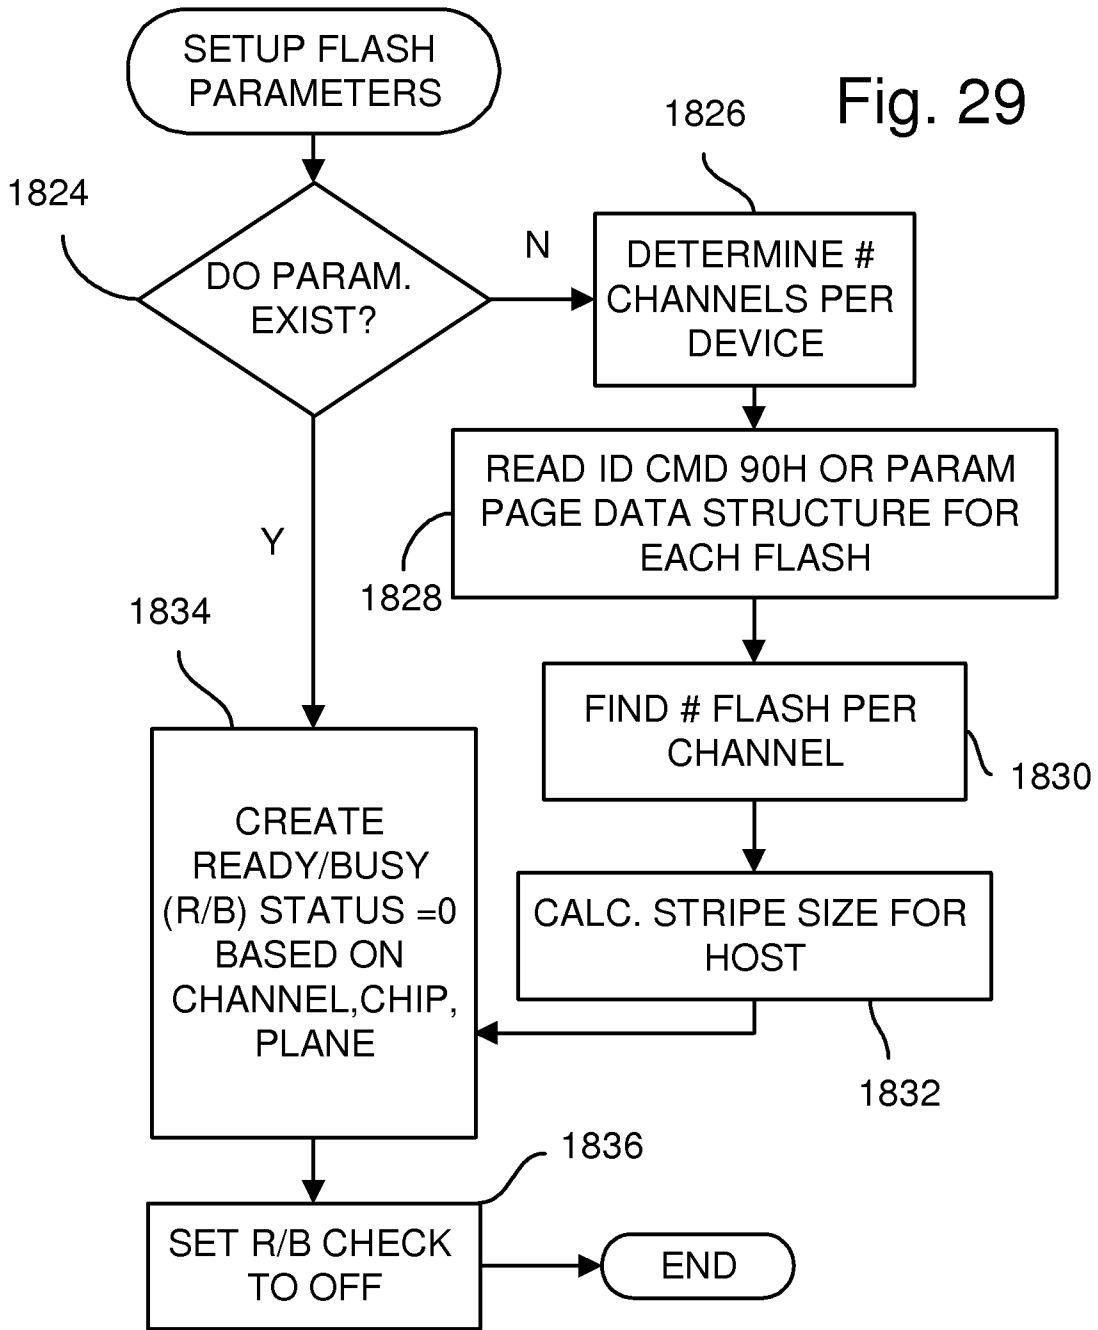 SETUP FLASH
PARAMETERS
Fig. 29
1826
1824
DO PARAM.
EXIST?
N
DETERMINE #
CHANNELS PER
DEVICE
READ ID CMD 90H OR PARAM
PAGE DATA STRUCTURE FOR
EACH FLASH
Y
1828
1834
FIND # FLASH PER
CHANNEL
1830
CREATE
READY/BUSY
(R/B) STATUS =0
BASED ON
CHANNEL,CHIP,
PLANE
CALC. STRIPE SIZE FOR
HOST
1832
1836
SET R/B CHECK
TO OFF
END